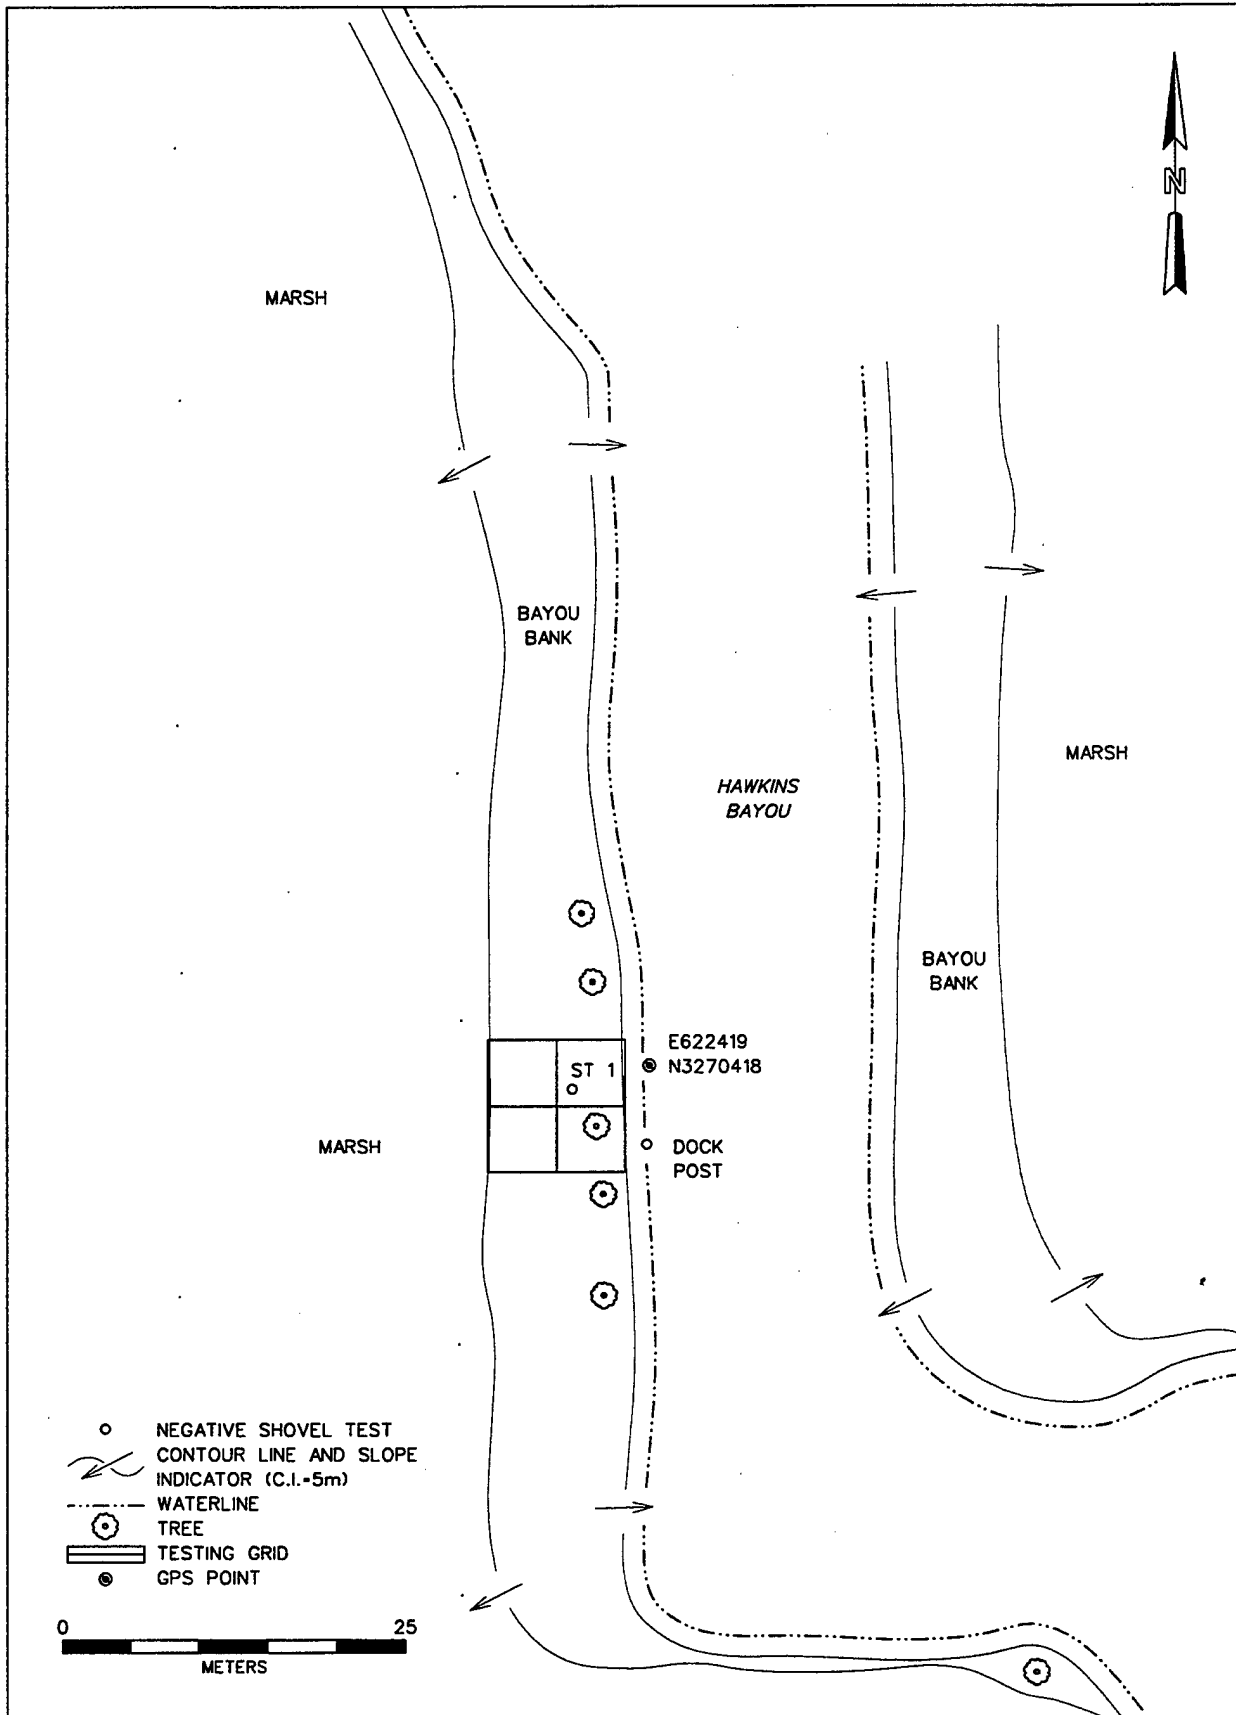 N
MARSH
BAYOU
BANK
MARSH
HAWKINS
BAYOU
BAYOU
BANK
E622419
N3270418
ST 1
MARSH
DOCK
POST
NEGATIVE SHOVEL TEST
CONTOUR LINE AND SLOPE
INDICATOR (C.I.=5m)
WATERLINE
TREE
TESTING GRID
GPS POINT
0 25
METERS